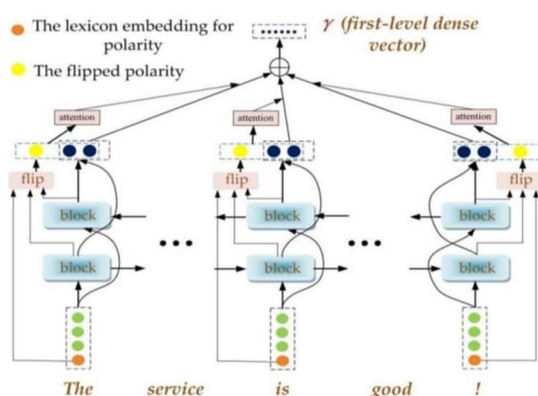 The lexicon embedding for
polarity
γ (first-level dense
vector)
The flipped polarity
attention
attention
attention
flip
flip
flip
block
block
block
block
block
block
The service is good !